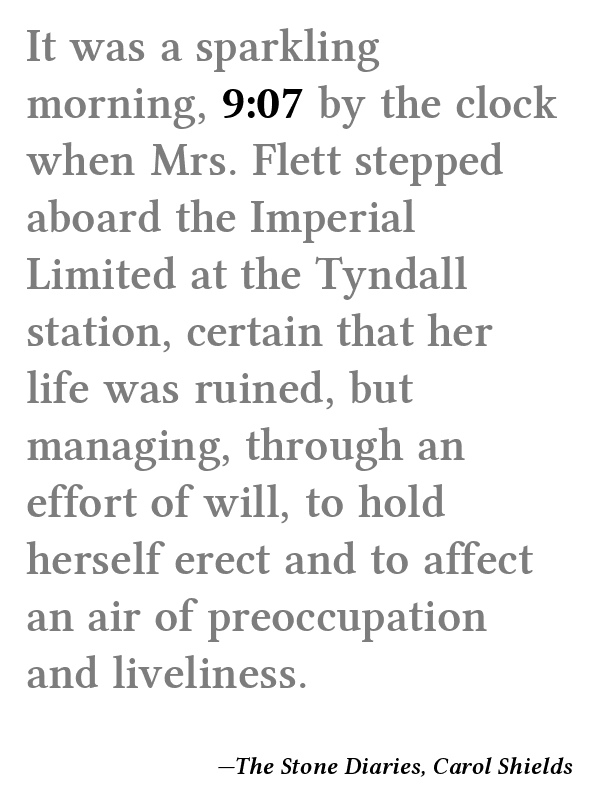 It was a sparkling
morning, 9:07 by the clock
when Mrs. Flett stepped
aboard the Imperial
Limited at the Tyndall
station, certain that her
life was ruined, but
managing, through an
effort of will, to hold
herself erect and to affect
an air of preoccupation
and liveliness.
—The Stone Diaries, Carol Shields